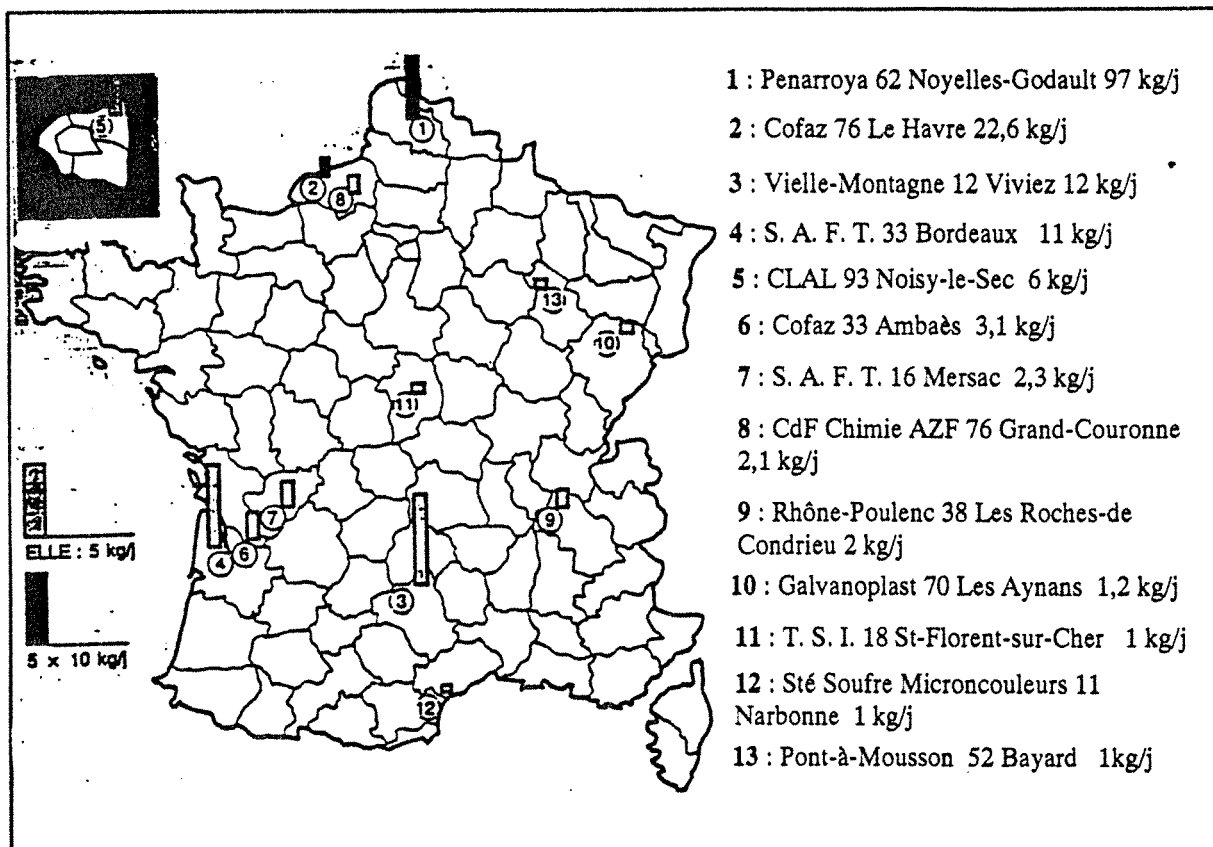 1 : Penarroya 62 Noyelles-Godault 97 kg/j
2 : Cofaz 76 Le Havre 22,6 kg/j
3 : Vielle-Montagne 12 Viviez 12 kg/j
4 : S. A. F. T. 33 Bordeaux 11 kg/j
5 : CLAL 93 Noisy-le-Sec 6 kg/j
6 : Cofaz 33 Ambaès 3,1 kg/j
7 : S. A. F. T. 16 Mersac 2,3 kg/j
8 : CdF Chimie AZF 76 Grand-Couronne
2,1 kg/j
9 : Rhône-Poulenc 38 Les Roches-de
Condrieu 2 kg/j
10 : Galvanoplast 70 Les Aynans 1,2 kg/j
11 : T. S. I. 18 St-Florent-sur-Cher 1 kg/j
12 : Sté Soufre Microncouleurs 11
Narbonne 1 kg/j
13 : Pont-à-Mousson 52 Bayard 1kg/j
5
1
2
8
13
10
11
7
6
4
9
3
12
ELLE : 5 kg/j
5 x 10 kg/j